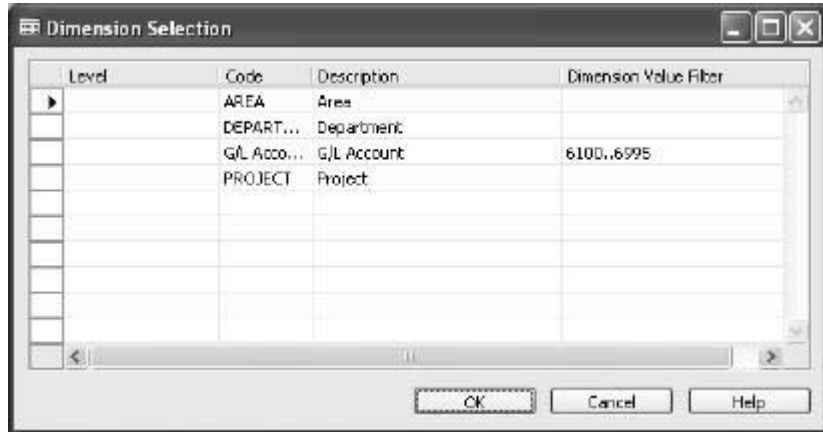 Dimension Selection
Level Code Description Dimension Value Filter
AREA Area
DEPART... Department
G/L Acco... G/L Account 6100..6995
PROJECT Project
OK Cancel Help